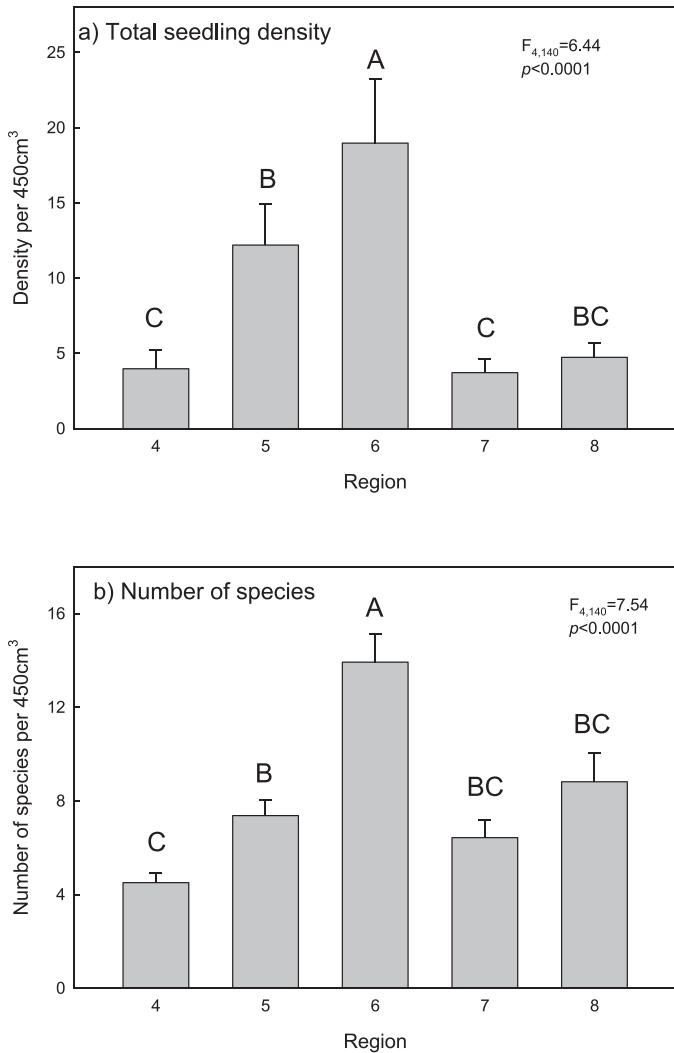 a) Total seedling density
F4,140=6.44
p<0.0001
A
B
C
C
BC
Density per 450cm³
25
20
15
10
5
0
4 5 6 7 8
Region
b) Number of species
F4,140=7.54
p<0.0001
A
B
C
BC
BC
Number of species per 450cm³
16
12
8
4
0
4 5 6 7 8
Region